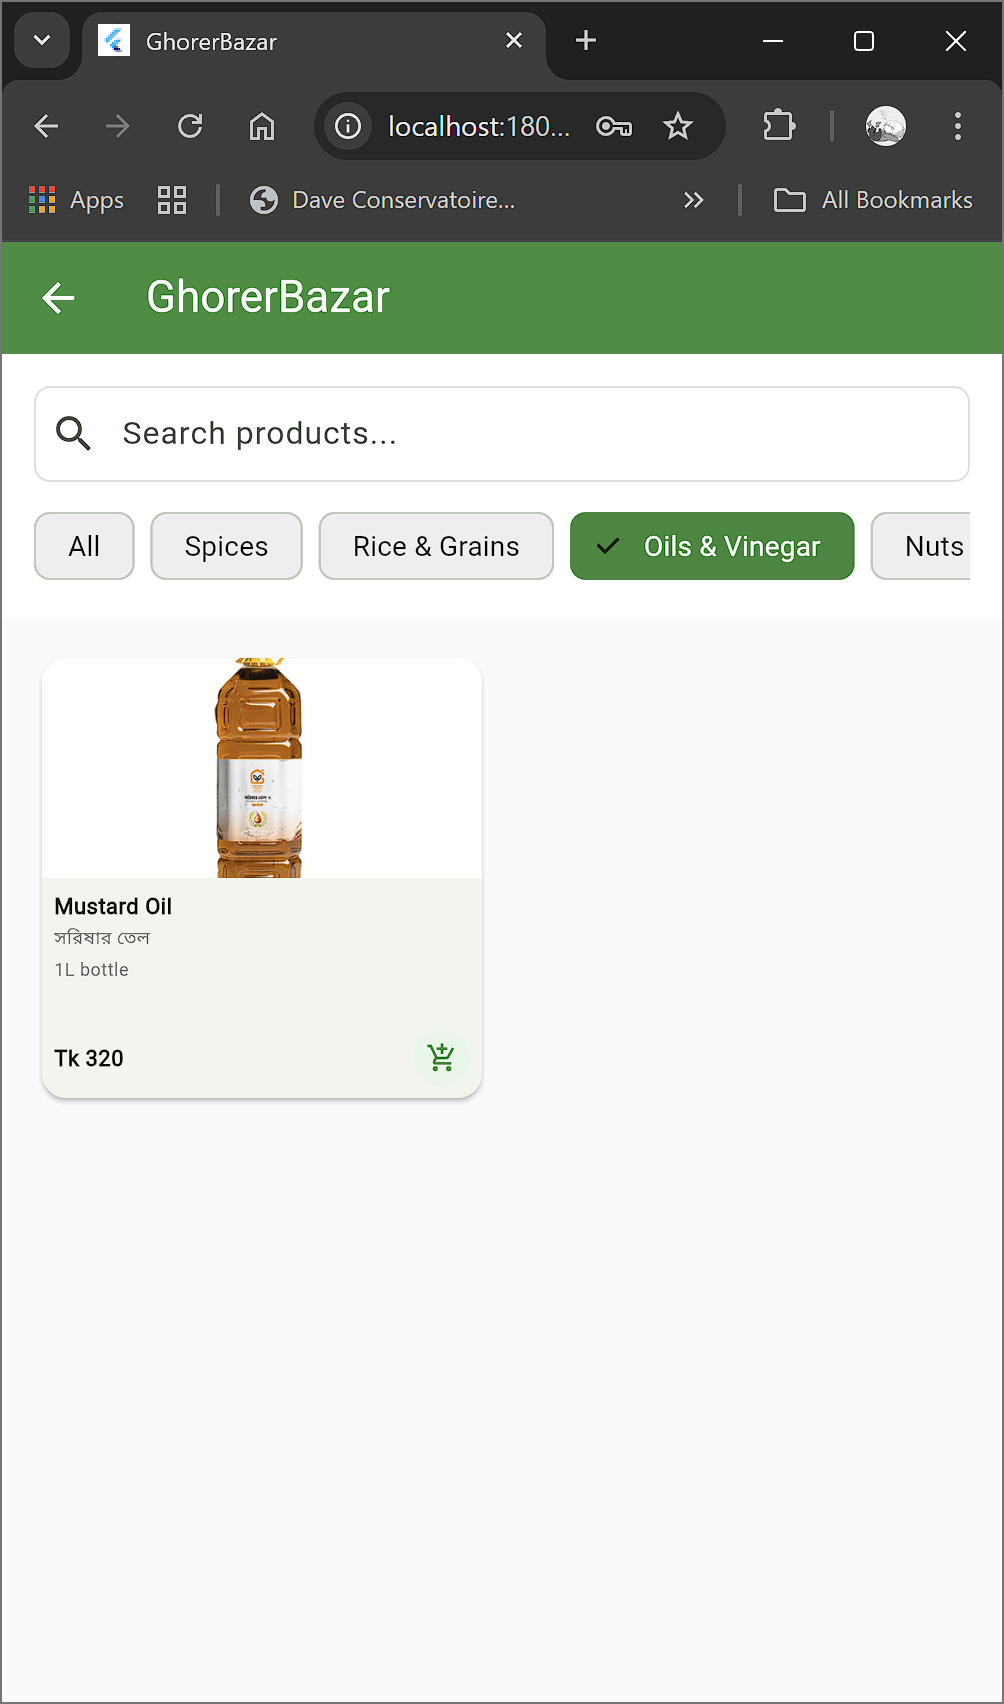 GhorerBazar
localhost:180...
Apps
Dave Conservatoire...
All Bookmarks
GhorerBazar
Search products...
All
Spices
Rice & Grains
Oils & Vinegar
Nuts
Mustard Oil
সরিষার তেল
1L bottle
Tk 320